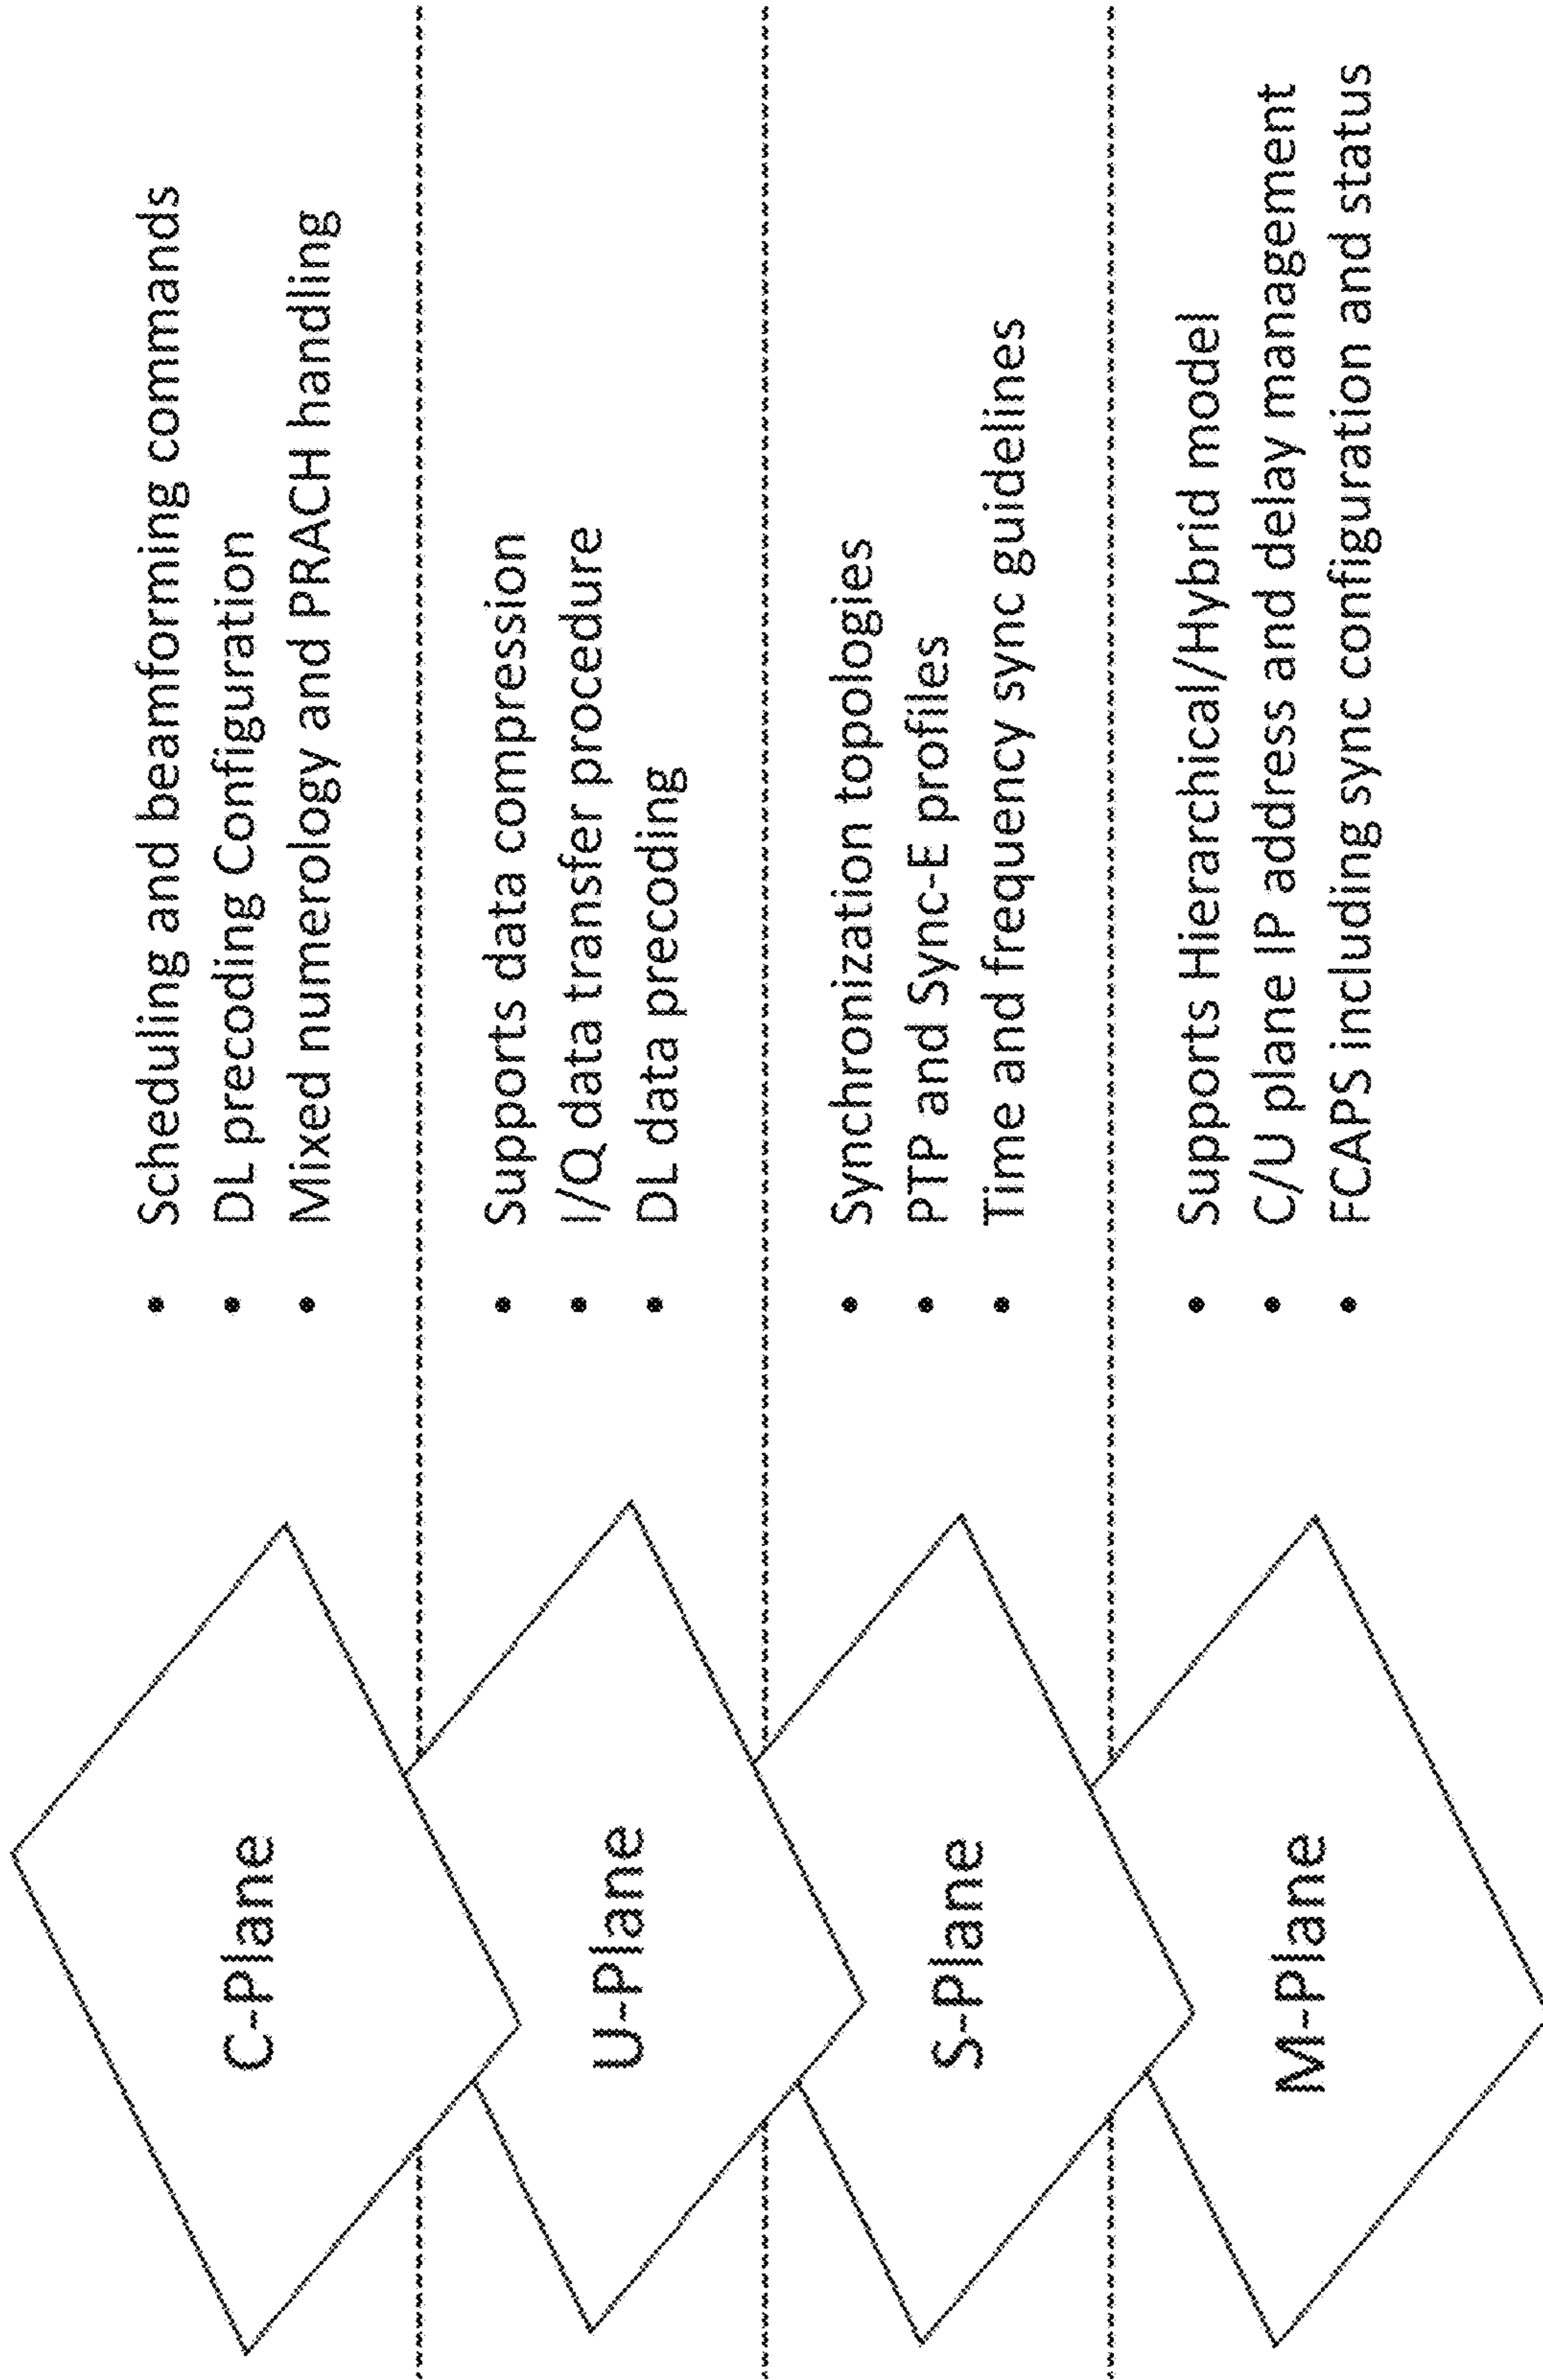 C-Plane
• Scheduling and beamforming commands
• DL precoding Configuration
• Mixed numerology and PRACH handling
U-Plane
• Supports data compression
• I/Q data transfer procedure
• DL data precoding
S-Plane
• Synchronization topologies
• PTP and Sync-E profiles
• Time and frequency sync guidelines
M-Plane
• Supports Hierarchical/Hybrid model
• C/U plane IP address and delay management
• FCAPS including sync configuration and status